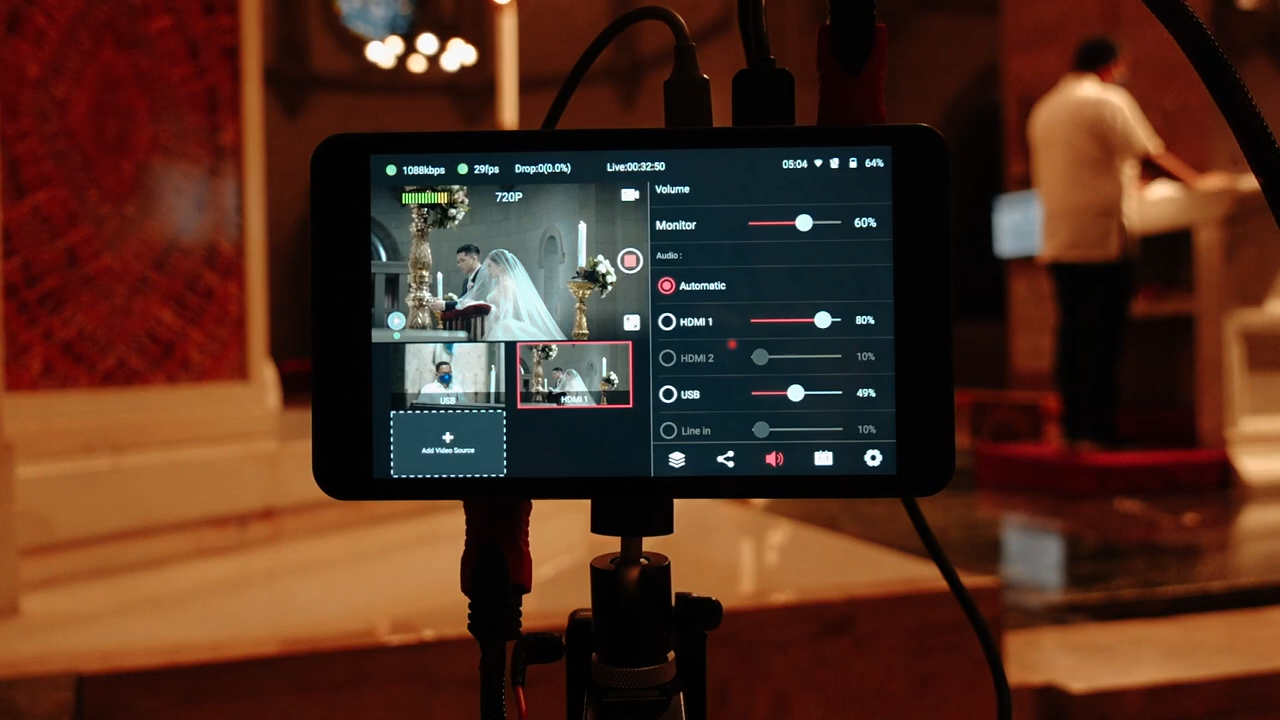 1088kbps 29fps Drop:0(0.0%) Live:00:32:50 05:04 64%
720P
USB
HDMI 1
Add Video Source
Volume
Monitor 60%
Audio :
Automatic
HDMI 1 80%
HDMI 2 10%
USB 49%
Line in 10%